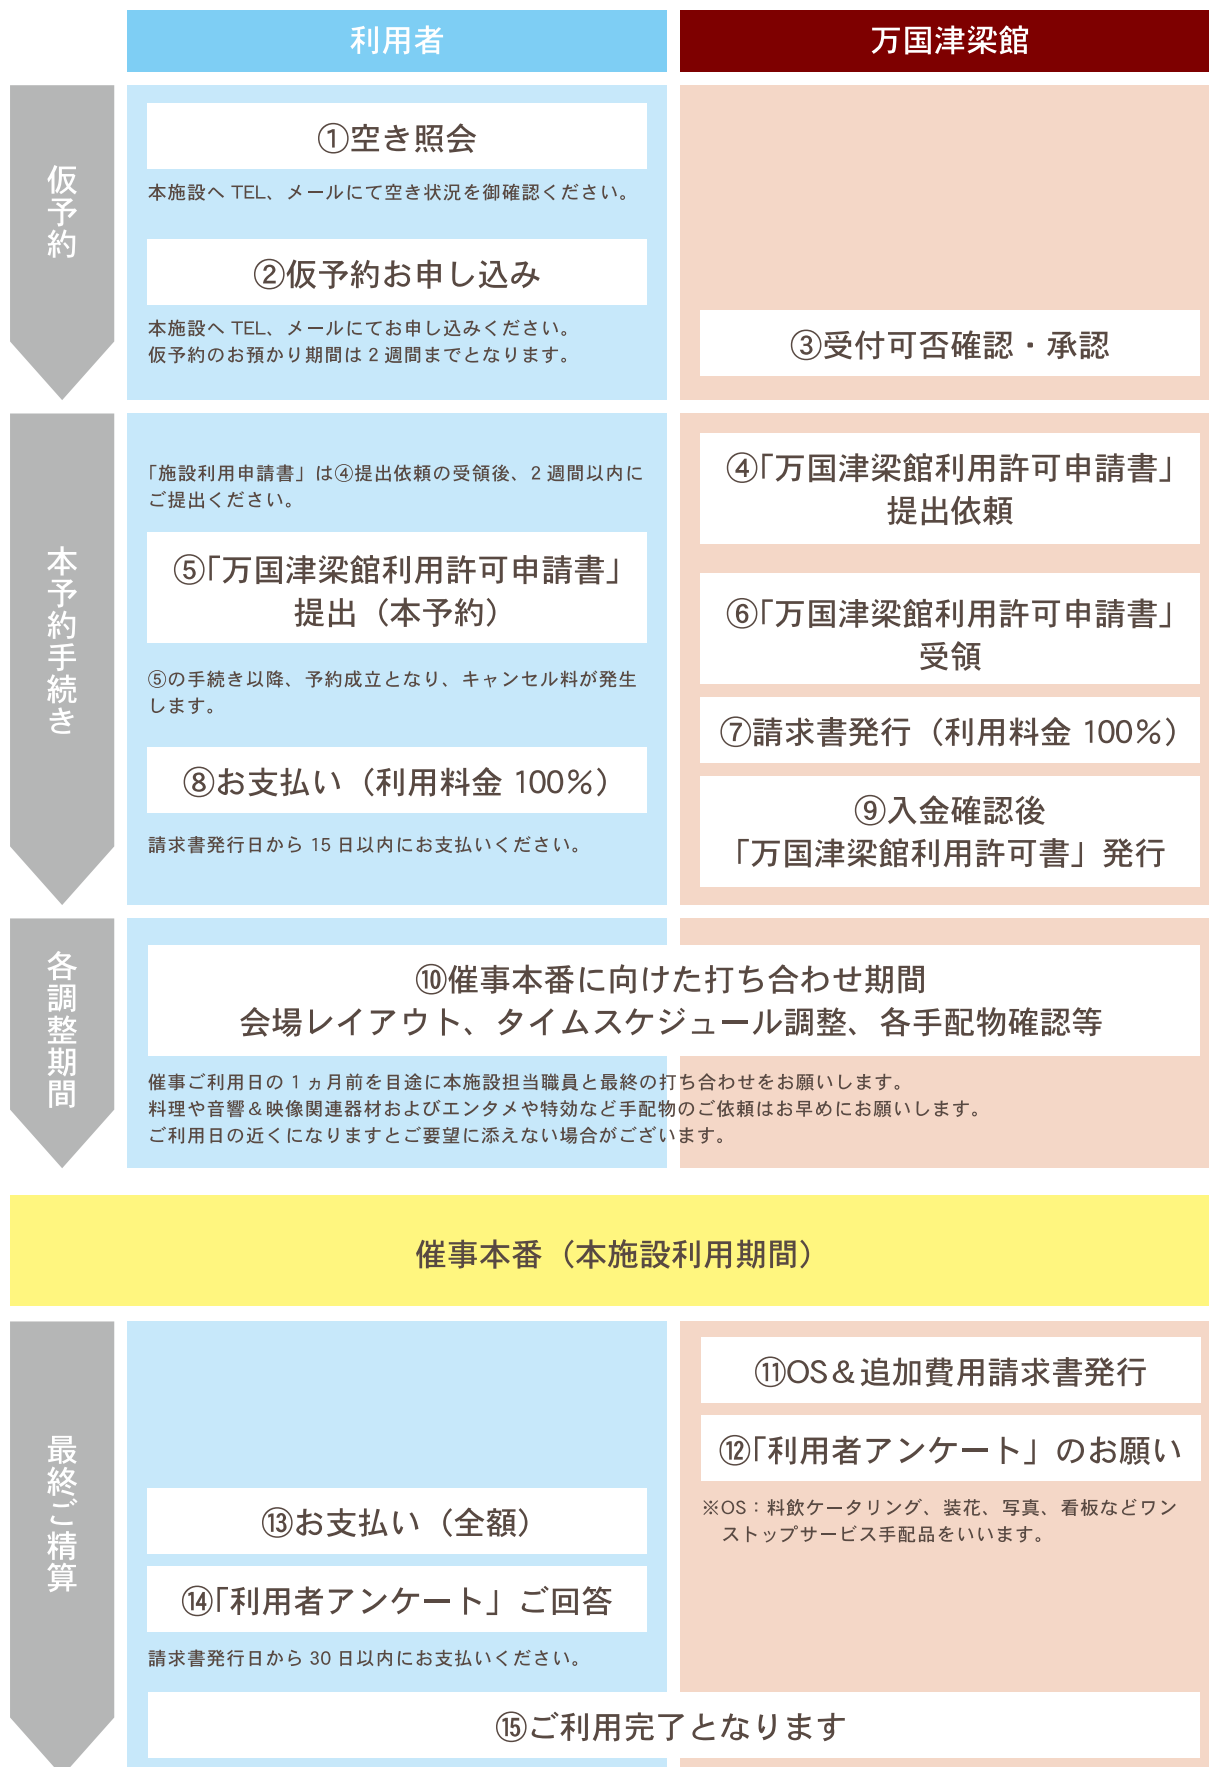 利用者
万国津梁館
仮予約
①空き照会
本施設へ TEL、メールにて空き状況を御確認ください。
②仮予約お申し込み
本施設へ TEL、メールにてお申し込みください。
仮予約のお預かり期間は 2 週間までとなります。
③受付可否確認・承認
本予約手続き
④「万国津梁館利用許可申請書」
提出依頼
「施設利用申請書」は④提出依頼の受領後、2 週間以内に
ご提出ください。
⑤「万国津梁館利用許可申請書」
提出（本予約）
⑥「万国津梁館利用許可申請書」
受領
⑤の手続き以降、予約成立となり、キャンセル料が発生
します。
⑦請求書発行（利用料金 100％）
⑧お支払い（利用料金 100％）
請求書発行日から 15 日以内にお支払いください。
⑨入金確認後
「万国津梁館利用許可書」発行
各調整期間
⑩催事本番に向けた打ち合わせ期間
会場レイアウト、タイムスケジュール調整、各手配物確認等
催事ご利用日の 1 ヵ月前を目途に本施設担当職員と最終の打ち合わせをお願いします。
料理や音響＆映像関連器材およびエンタメや特効など手配物のご依頼はお早めにお願いします。
ご利用日の近くになりますとご要望に添えない場合がございます。
催事本番（本施設利用期間）
最終ご精算
⑪OS＆追加費用請求書発行
⑫「利用者アンケート」のお願い
※OS：料飲ケータリング、装花、写真、看板などワン
ストップサービス手配品をいいます。
⑬お支払い（全額）
⑭「利用者アンケート」ご回答
請求書発行日から 30 日以内にお支払いください。
⑮ご利用完了となります